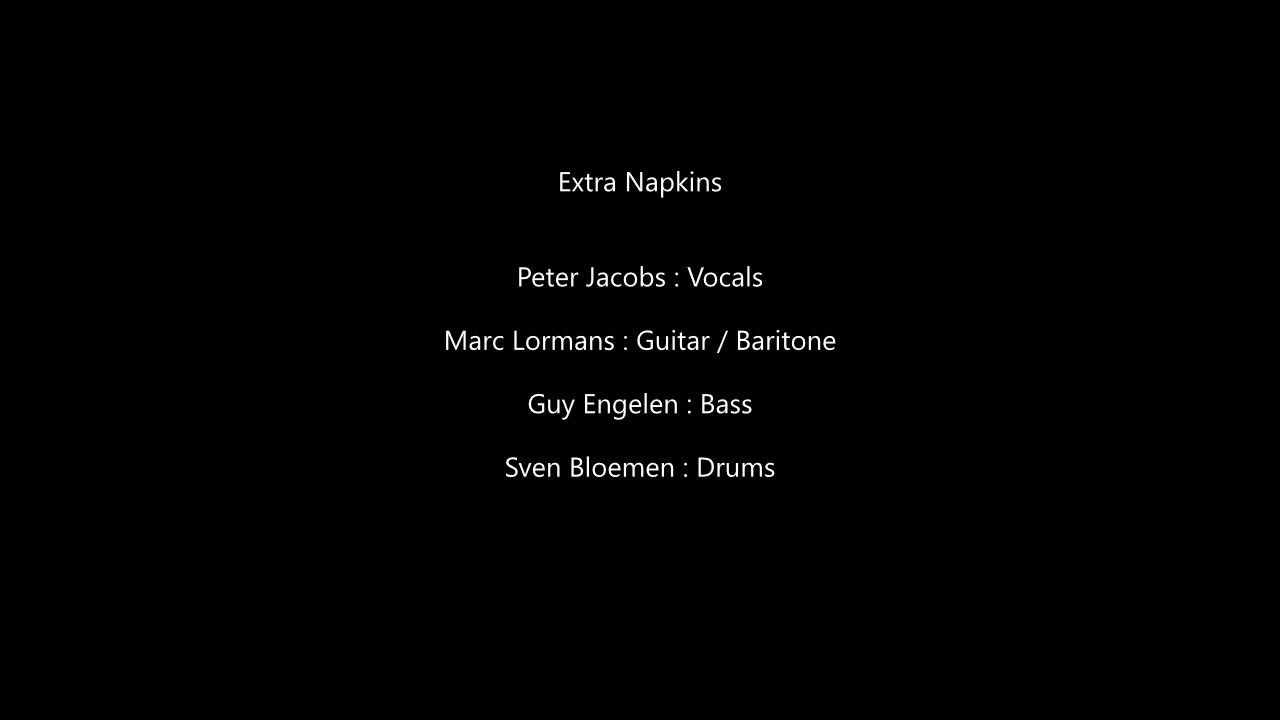 Extra Napkins
Peter Jacobs : Vocals
Marc Lormans : Guitar / Baritone
Guy Engelen : Bass
Sven Bloemen : Drums